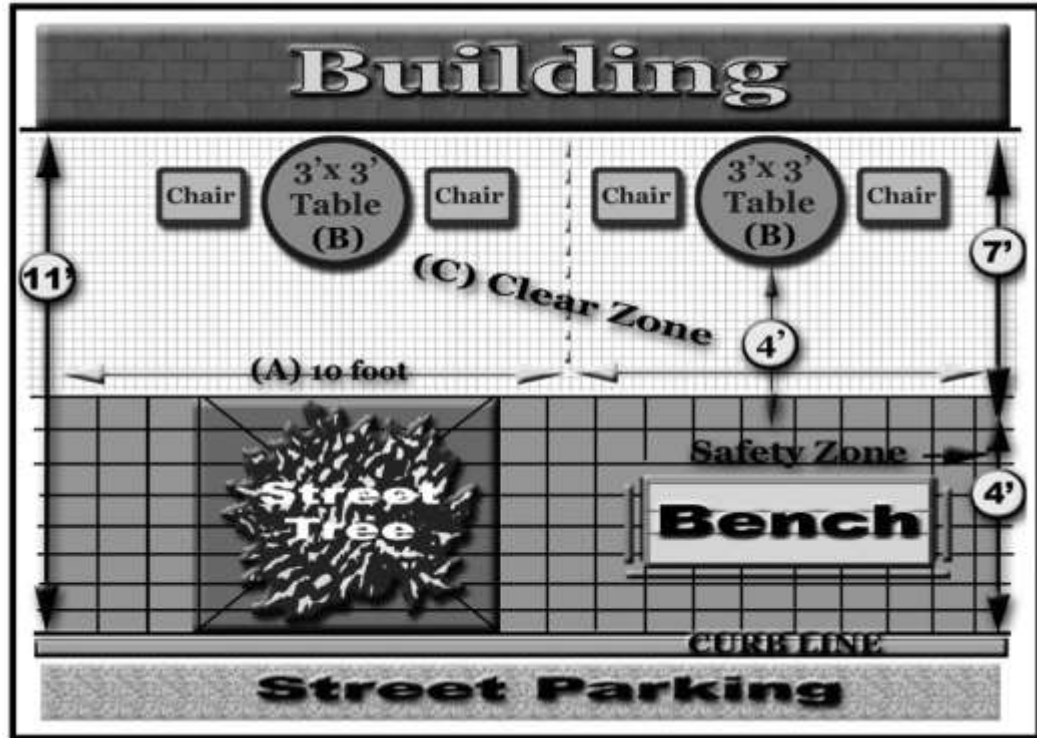 Building
Chair
3'x 3'
Table
(B)
Chair
Chair
3'x 3'
Table
(B)
Chair
11'
7'
(C) Clear Zone
4'
(A) 10 foot
Safety Zone
4'
Street
Tree
Bench
CURB LINE
Street Parking